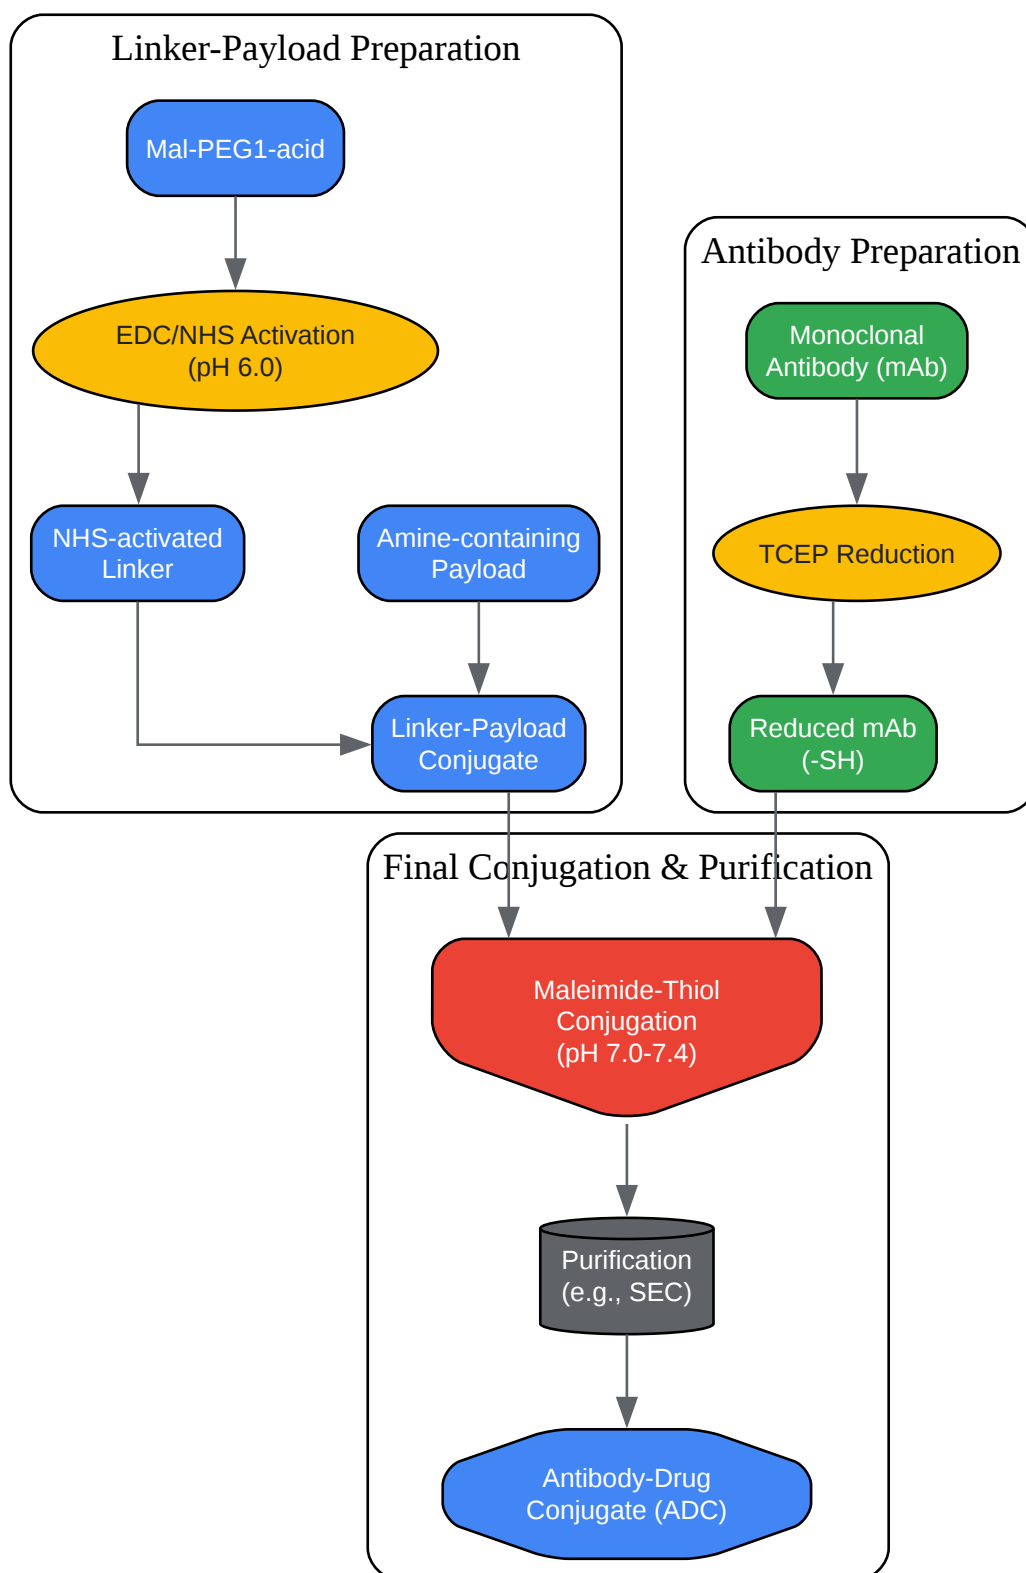 Linker-Payload Preparation
Mal-PEG1-acid
EDC/NHS Activation
(pH 6.0)
NHS-activated
Linker
Amine-containing
Payload
Linker-Payload
Conjugate
Antibody Preparation
Monoclonal
Antibody (mAb)
TCEP Reduction
Reduced mAb
(-SH)
Final Conjugation & Purification
Maleimide-Thiol
Conjugation
(pH 7.0-7.4)
Purification
(e.g., SEC)
Antibody-Drug
Conjugate (ADC)